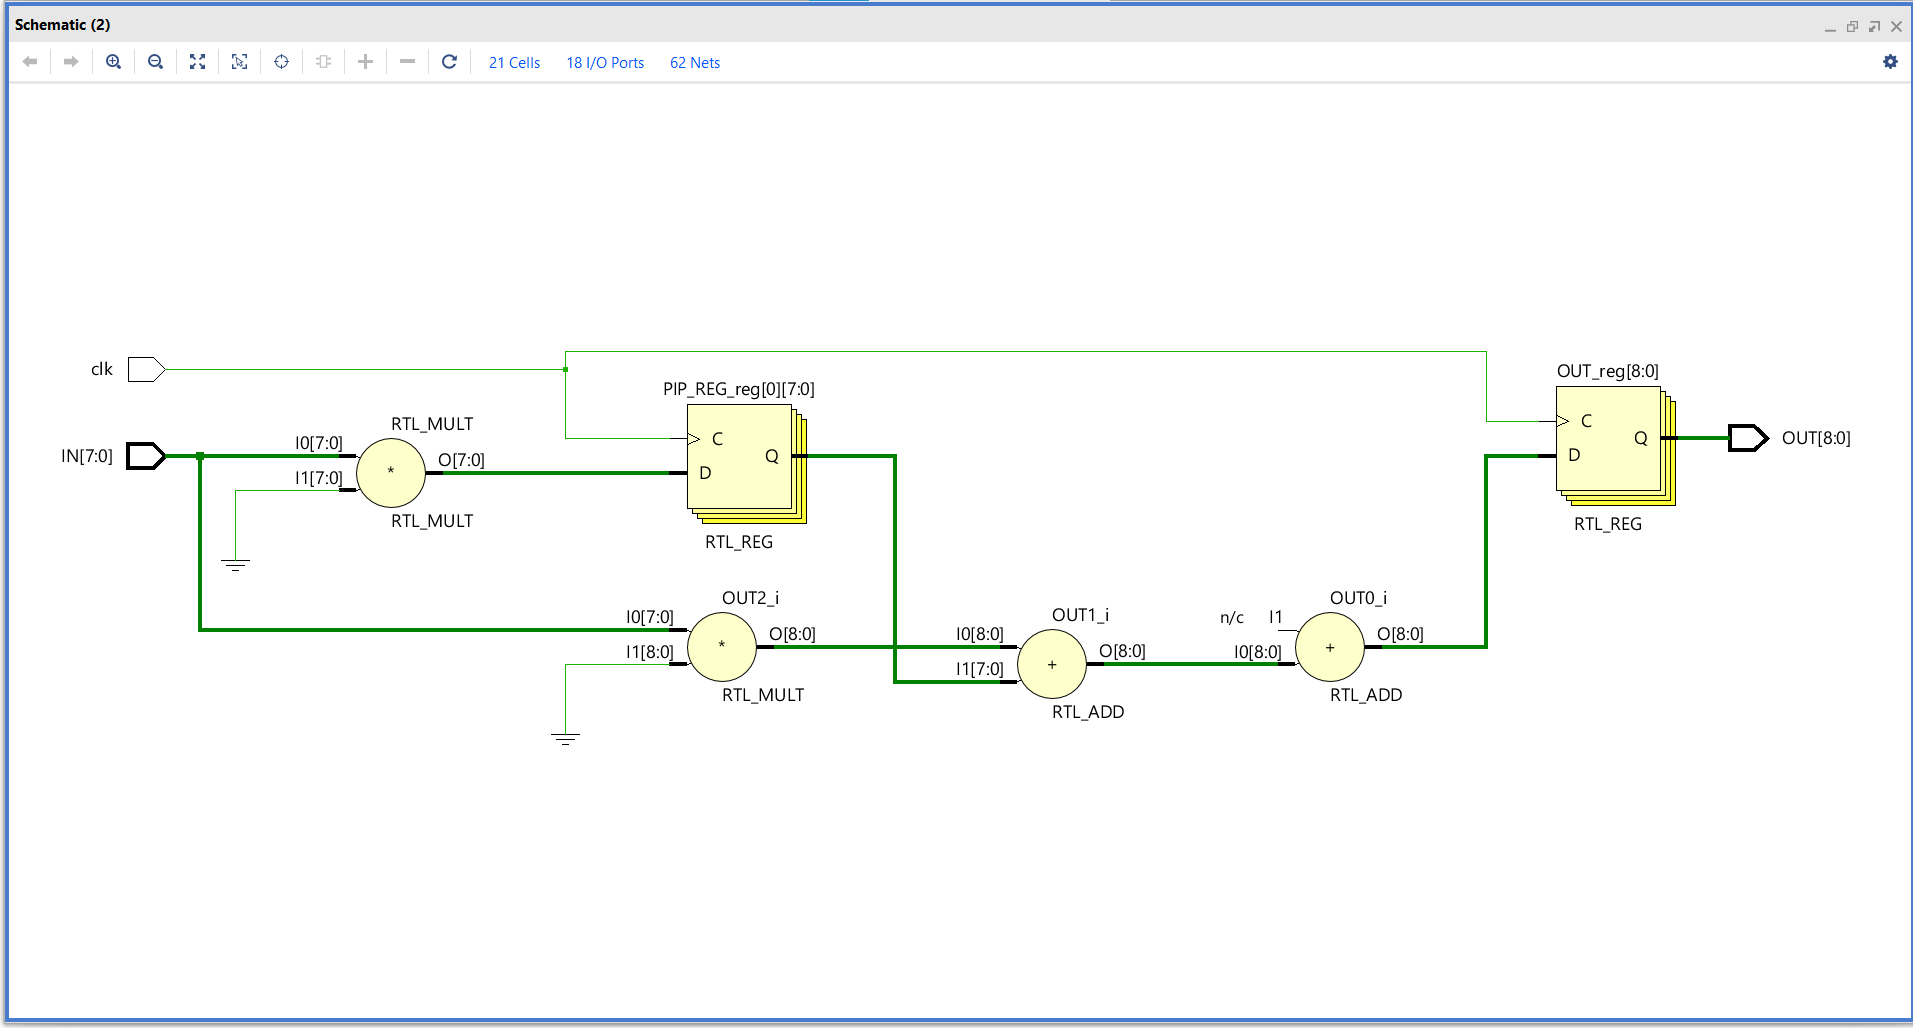 Schematic (2)
21 Cells 18 I/O Ports 62 Nets
clk
IN[7:0]
RTL_MULT
I0[7:0]
I1[7:0]
*
O[7:0]
RTL_MULT
PIP_REG_reg[0][7:0]
C
D
Q
RTL_REG
OUT2_i
I0[7:0]
I1[8:0]
*
O[8:0]
RTL_MULT
OUT1_i
I0[8:0]
I1[7:0]
+
O[8:0]
RTL_ADD
OUT0_i
n/c I1
I0[8:0]
+
O[8:0]
RTL_ADD
OUT_reg[8:0]
C
D
Q
RTL_REG
OUT[8:0]